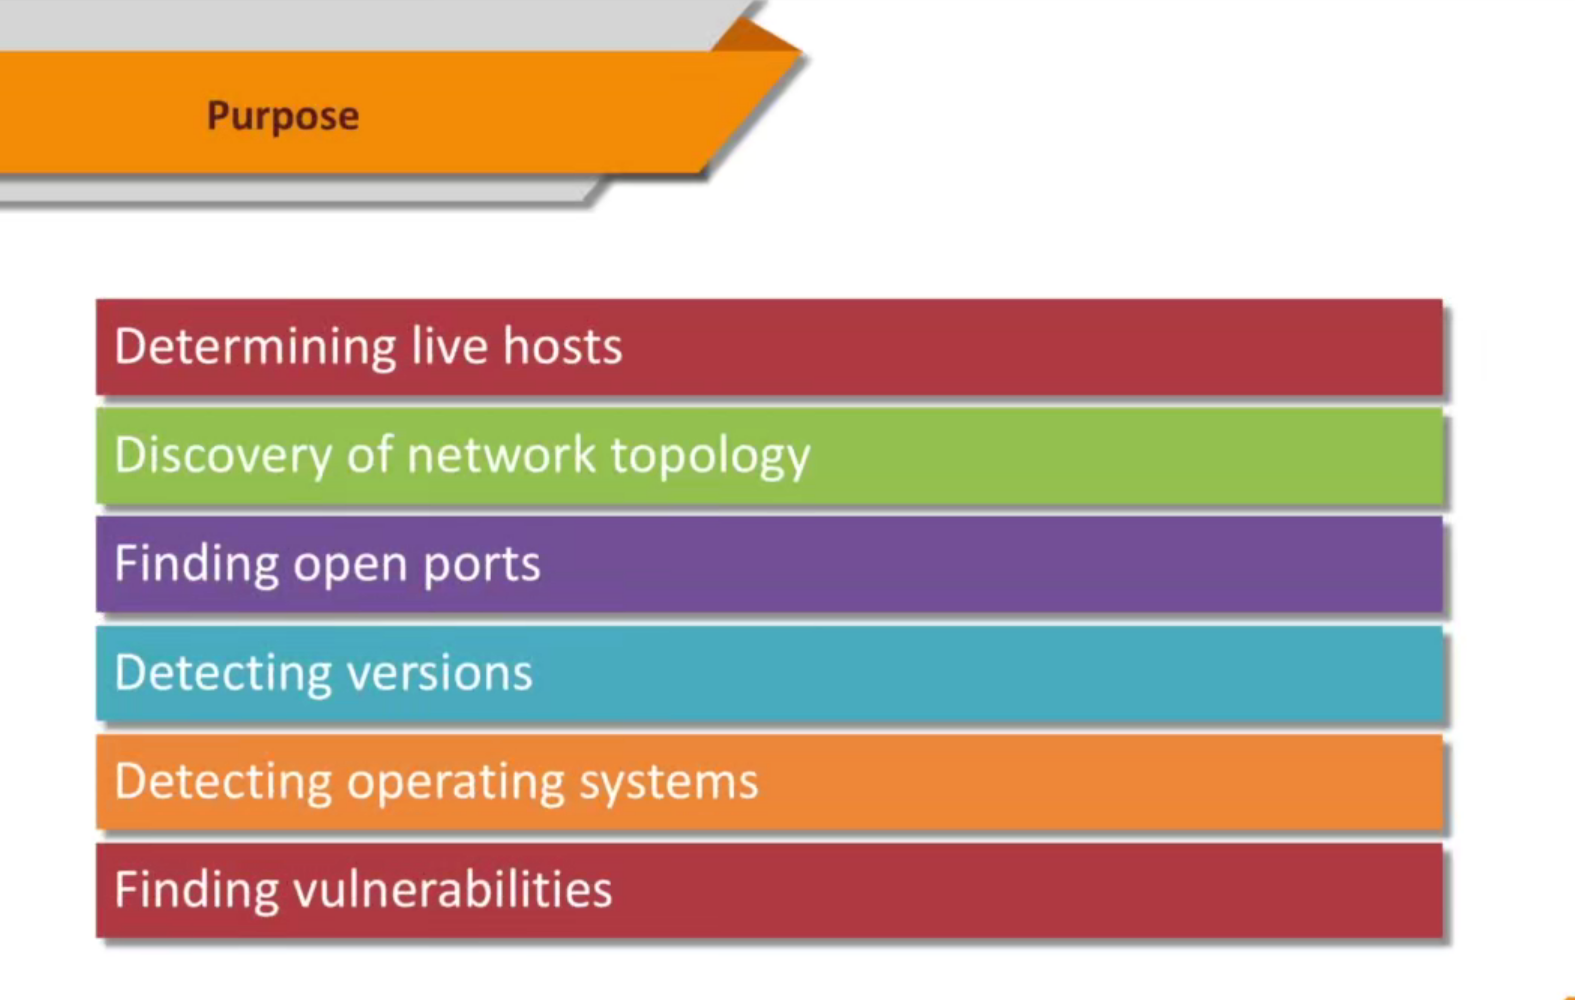 Purpose
Determining live hosts
Discovery of network topology
Finding open ports
Detecting versions
Detecting operating systems
Finding vulnerabilities